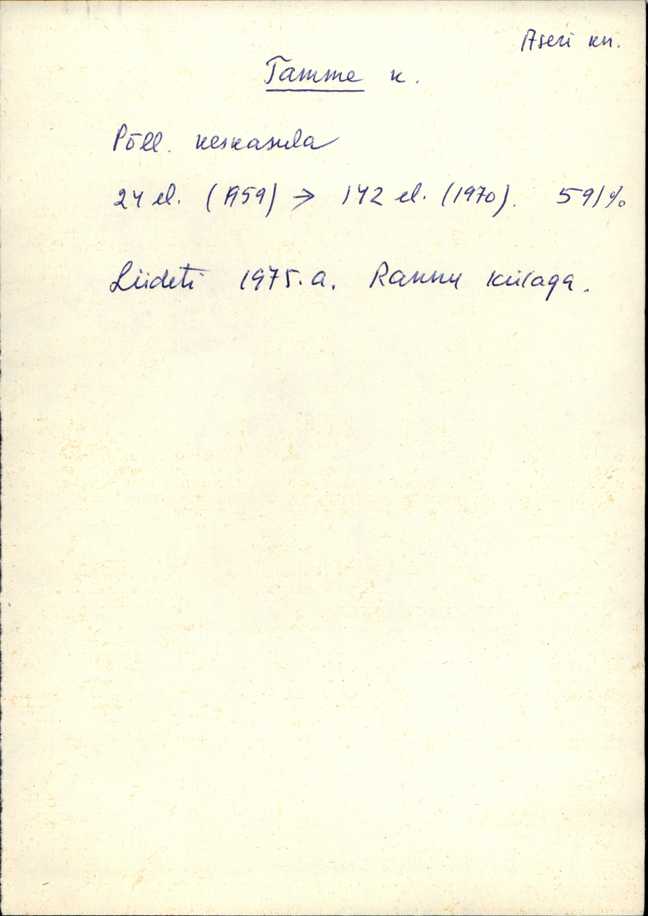 Aseri kn.
Tamme k.
Põll. keskasula
24 el. (1959) → 142 el. (1970). 591%
Liideti 1975.a. Rannu külaga.